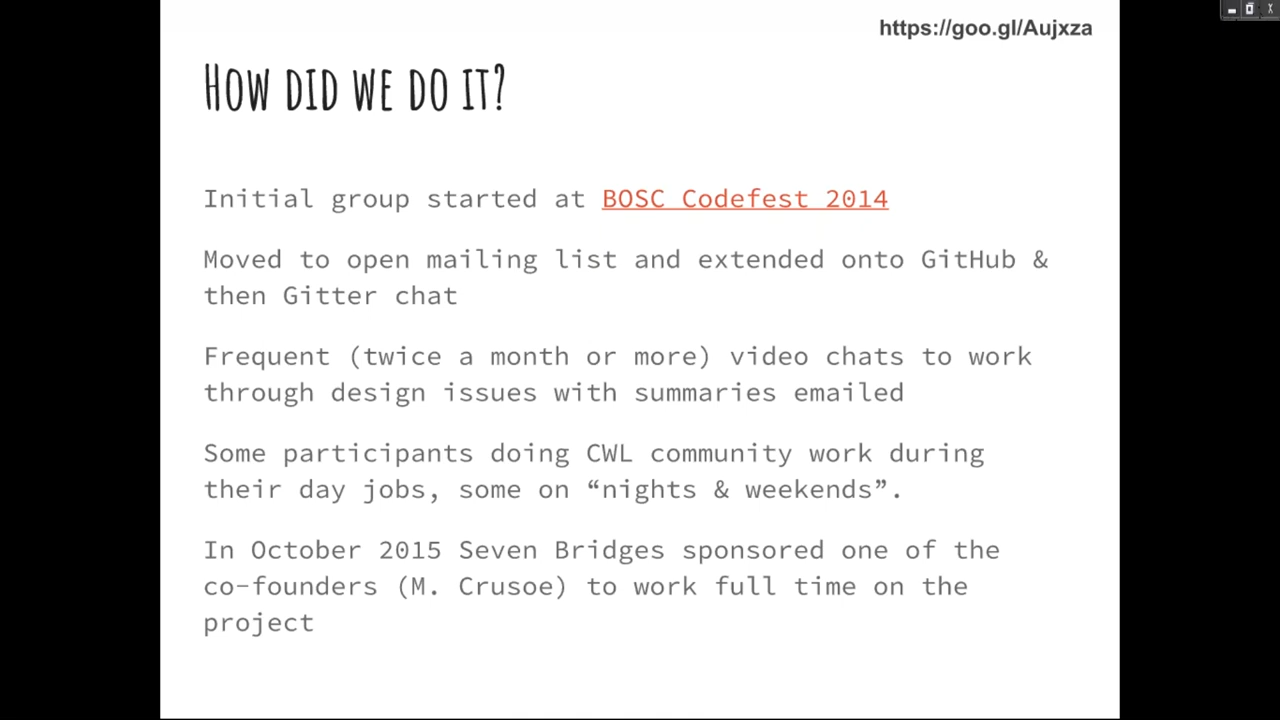 https://goo.gl/Aujxza
How did we do it?
Initial group started at BOSC Codefest 2014
Moved to open mailing list and extended onto GitHub &
then Gitter chat
Frequent (twice a month or more) video chats to work
through design issues with summaries emailed
Some participants doing CWL community work during
their day jobs, some on “nights & weekends”.
In October 2015 Seven Bridges sponsored one of the
co-founders (M. Crusoe) to work full time on the
project